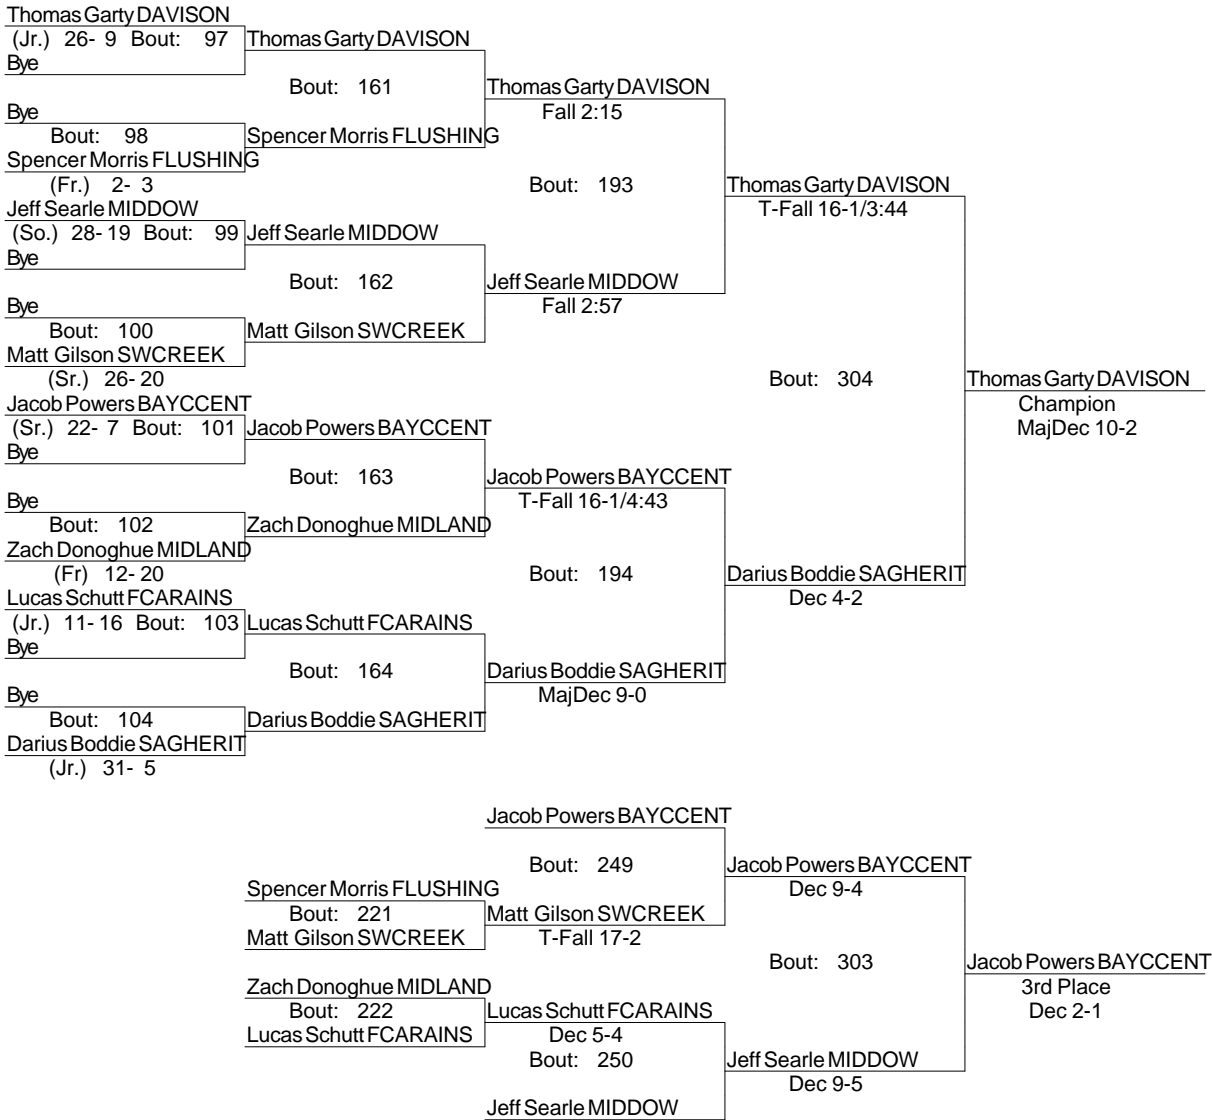 Thomas Garty DAVISON
(Jr.) 26- 9 Bout: 97 Thomas Garty DAVISON
Bye
Bout: 161 Thomas Garty DAVISON
Bye Fall 2:15
Bout: 98 Spencer Morris FLUSHING
Spencer Morris FLUSHING
(Fr.) 2- 3 Bout: 193 Thomas Garty DAVISON
Jeff Searle MIDDOW T-Fall 16-1/3:44
(So.) 28- 19 Bout: 99 Jeff Searle MIDDOW
Bye
Bout: 162 Jeff Searle MIDDOW
Bye Fall 2:57
Bout: 100 Matt Gilson SWCREEK
Matt Gilson SWCREEK
(Sr.) 26- 20 Bout: 304 Thomas Garty DAVISON
Jacob Powers BAYCCENT Champion
(Sr.) 22- 7 Bout: 101 Jacob Powers BAYCCENT MajDec 10-2
Bye
Bout: 163 Jacob Powers BAYCCENT
Bye T-Fall 16-1/4:43
Bout: 102 Zach Donoghue MIDLAND
Zach Donoghue MIDLAND
(Fr) 12- 20 Bout: 194 Darius Boddie SAGHERIT
Lucas Schutt FCARAINS Dec 4-2
(Jr.) 11- 16 Bout: 103 Lucas Schutt FCARAINS
Bye
Bout: 164 Darius Boddie SAGHERIT
Bye MajDec 9-0
Bout: 104 Darius Boddie SAGHERIT
Darius Boddie SAGHERIT
(Jr.) 31- 5
Jacob Powers BAYCCENT
Bout: 249 Jacob Powers BAYCCENT
Spencer Morris FLUSHING Dec 9-4
Bout: 221 Matt Gilson SWCREEK
Matt Gilson SWCREEK T-Fall 17-2
Bout: 303 Jacob Powers BAYCCENT
Zach Donoghue MIDLAND 3rd Place
Bout: 222 Lucas Schutt FCARAINS Dec 2-1
Lucas Schutt FCARAINS Dec 5-4
Bout: 250 Jeff Searle MIDDOW
Dec 9-5
Jeff Searle MIDDOW